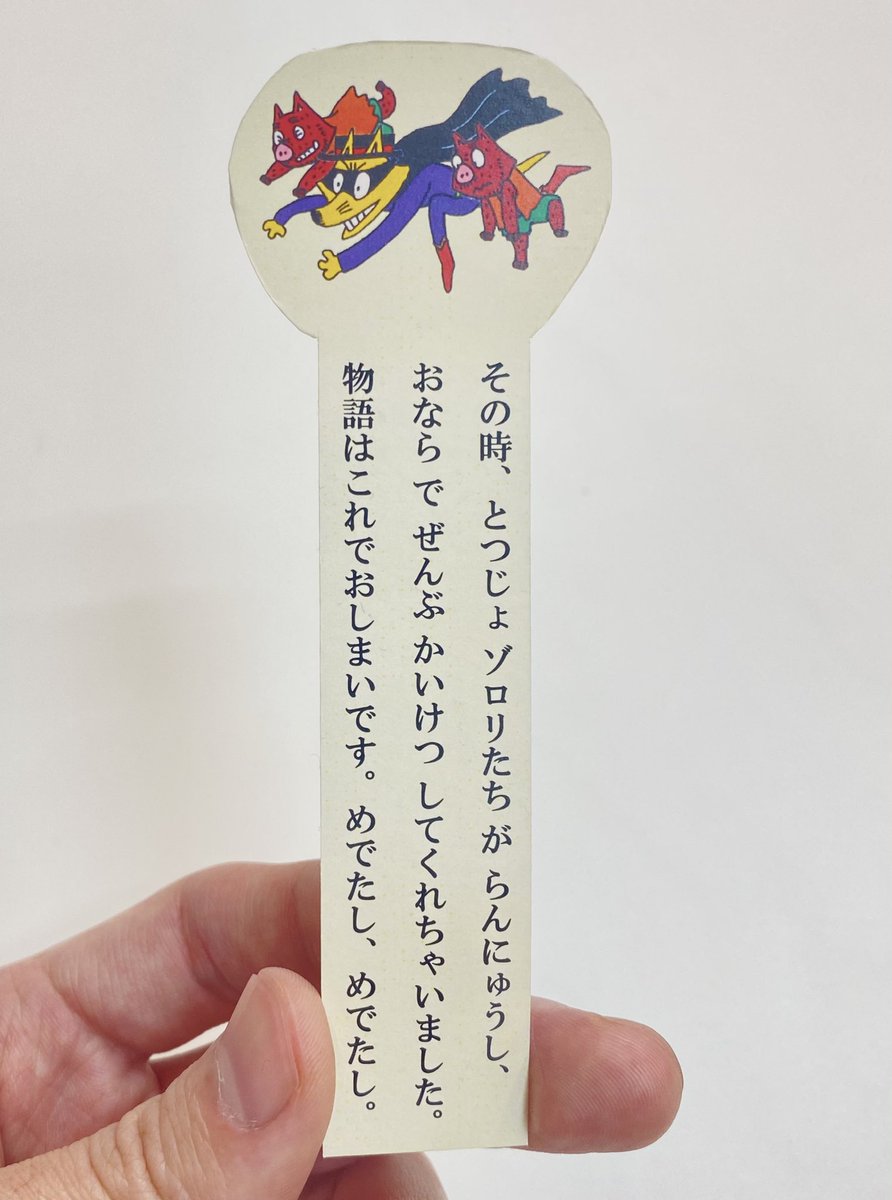 その時、とつじょ ゾロリたち が らんにゅうし、
おなら で ぜんぶ かいけつ してくれちゃいました。
物語はこれでおしまいです。 めでたし、めでたし。